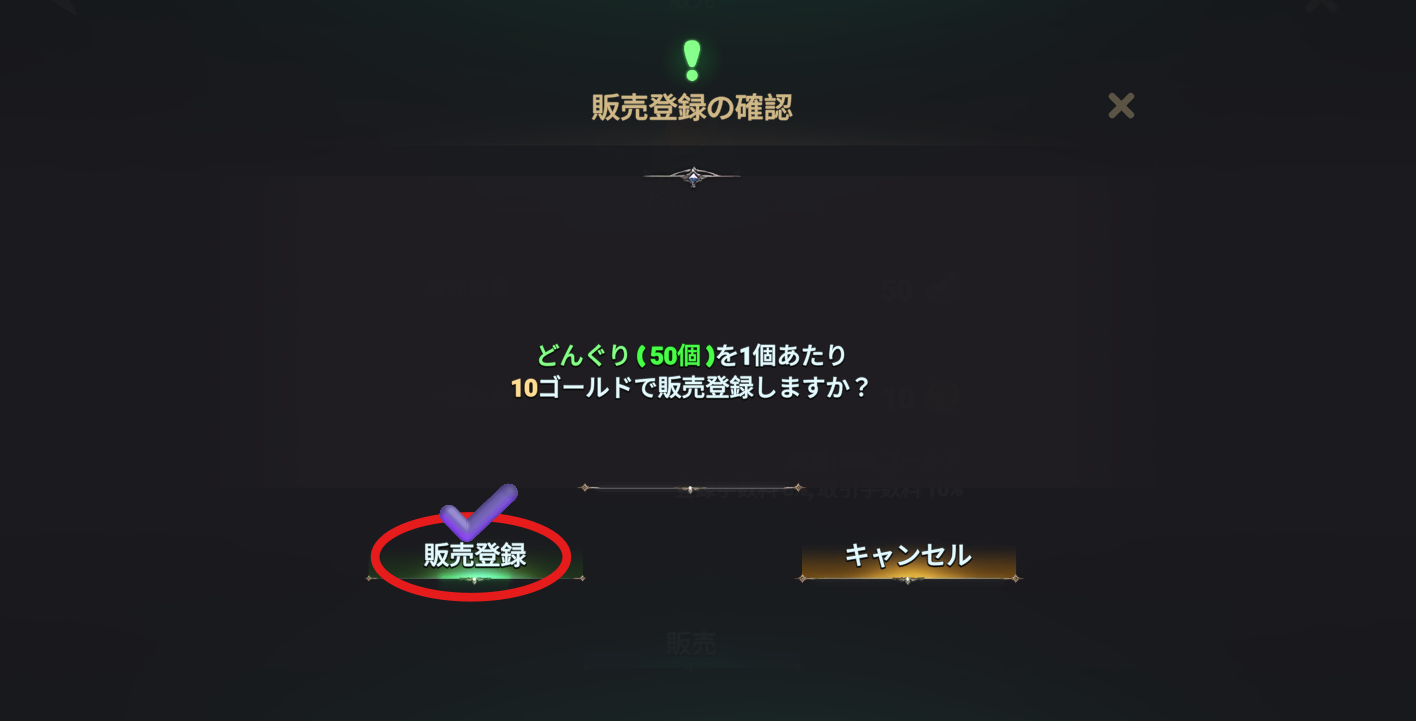 販売登録の確認
どんぐり(50個)を1個あたり
10ゴールドで販売登録しますか？
販売登録
キャンセル
販売